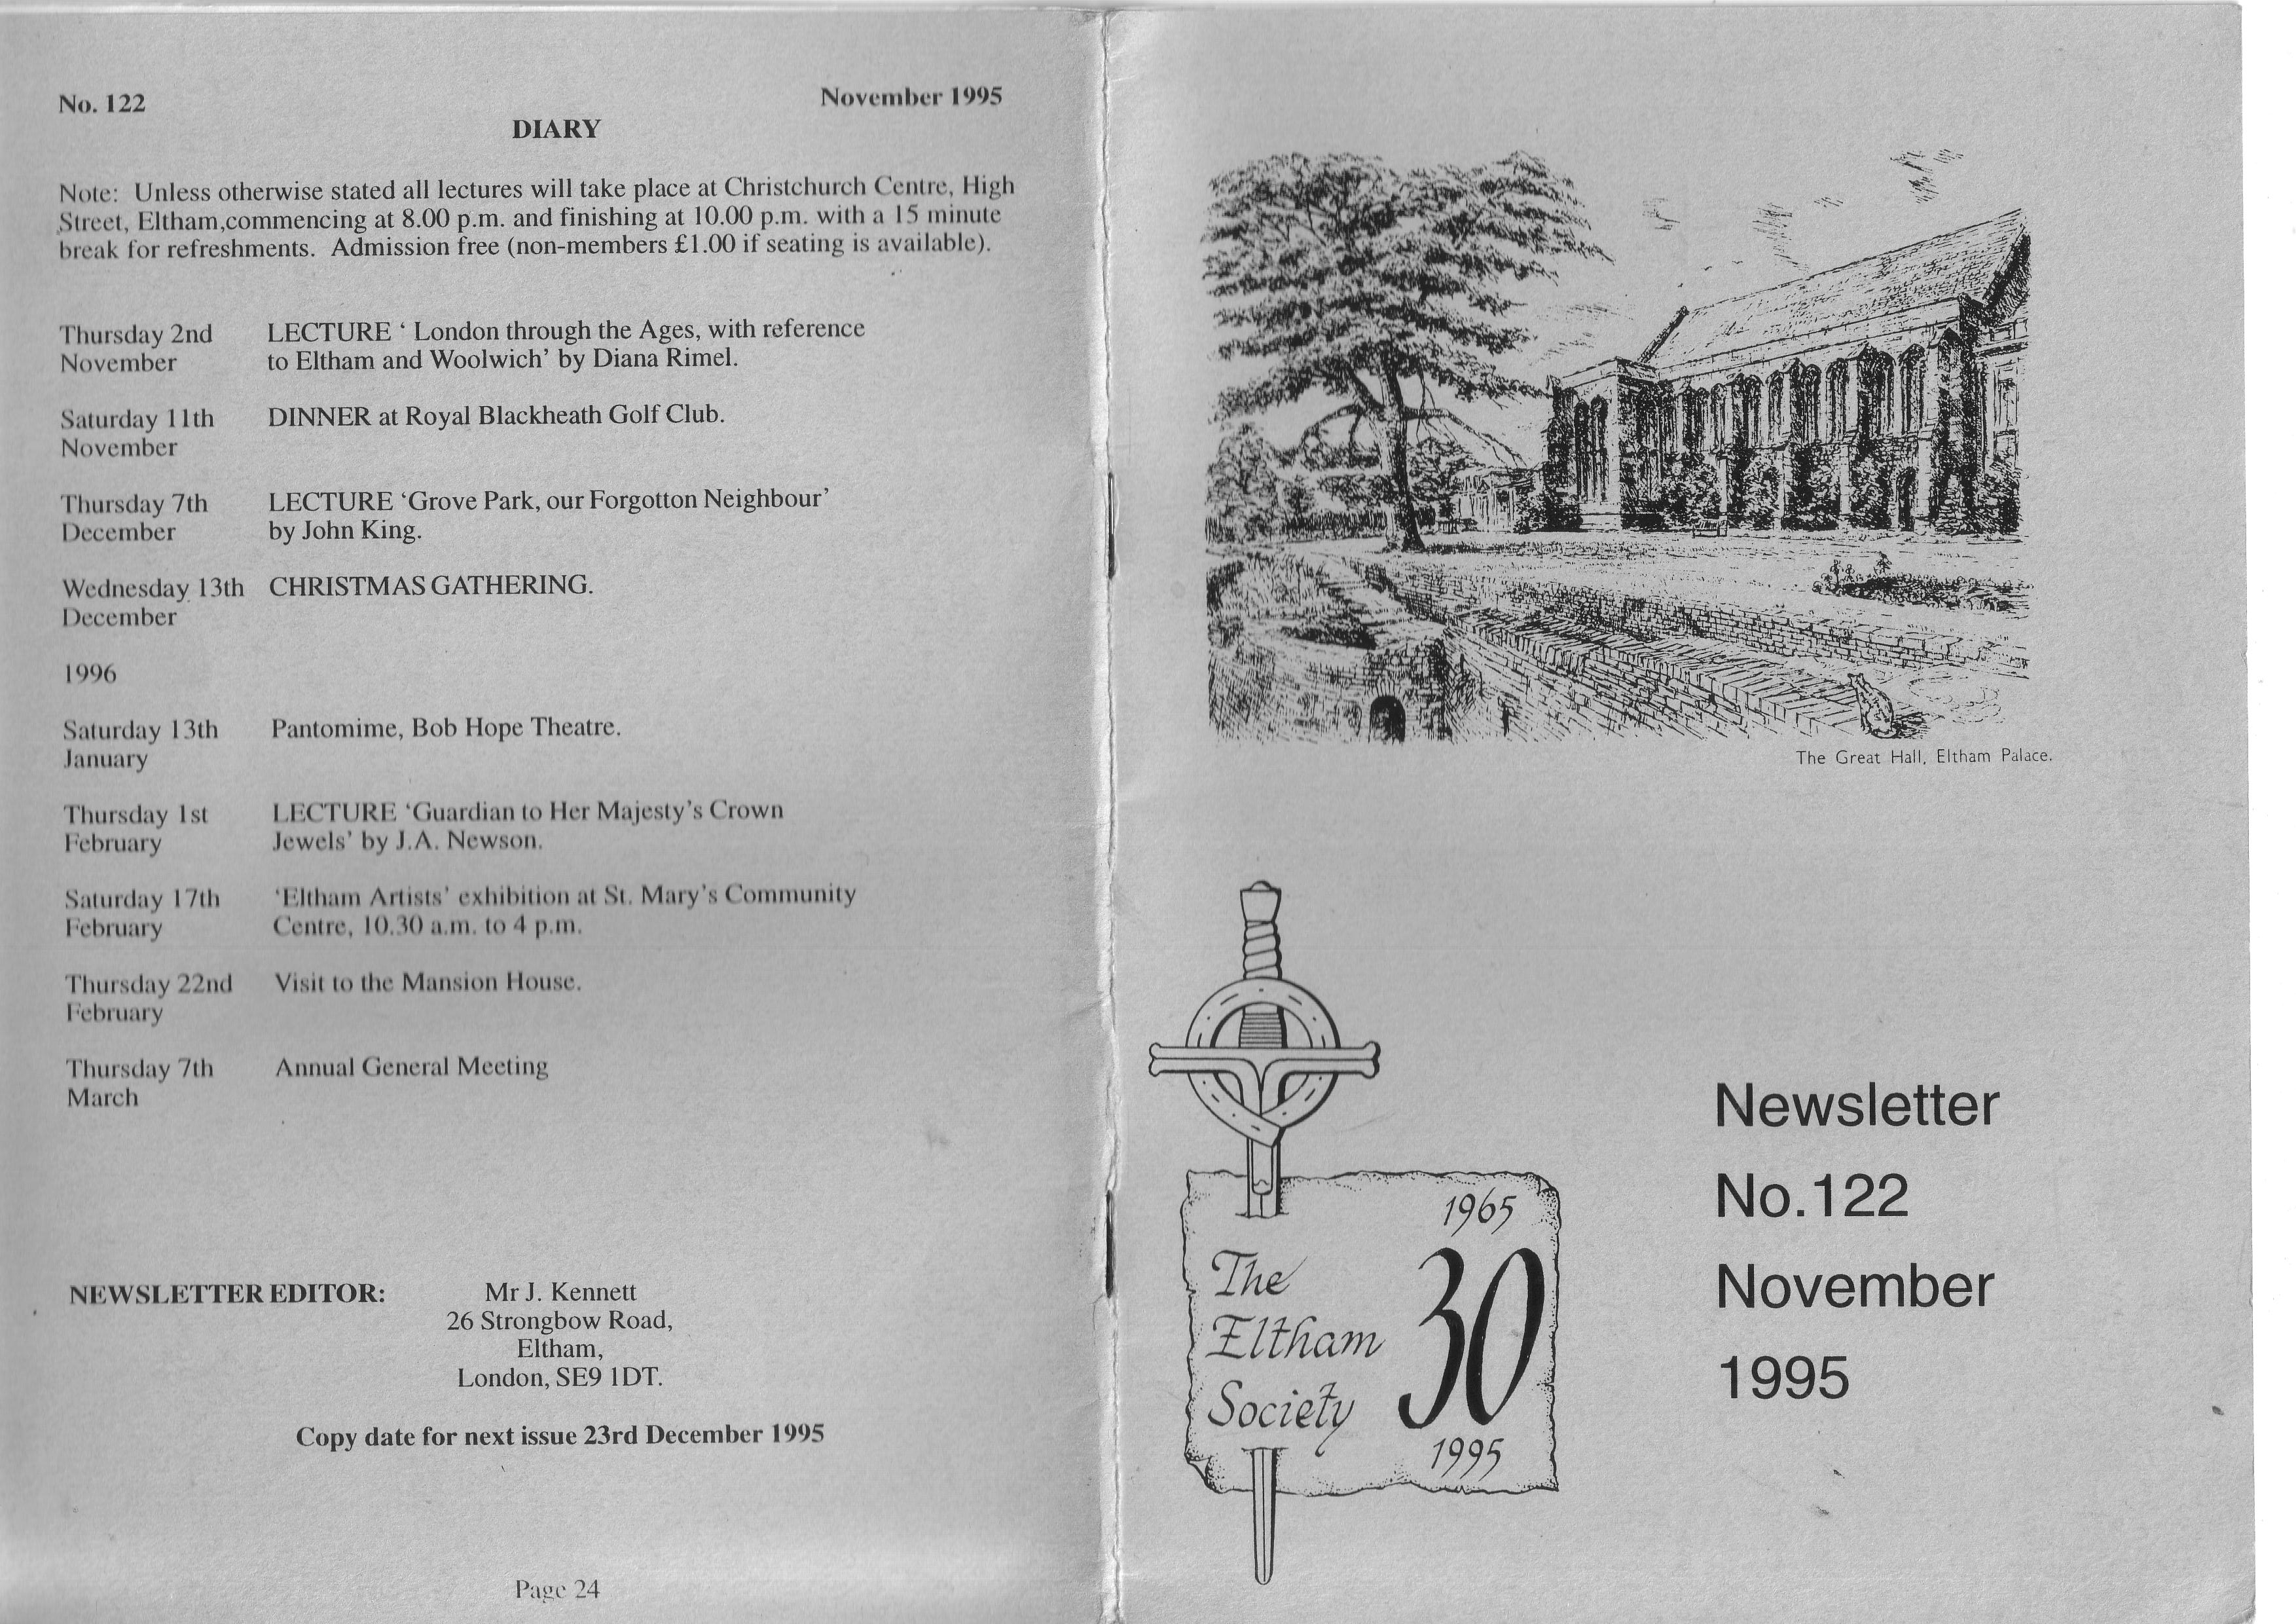 No. 122
November 1995
DIARY
Note: Unless otherwise stated all lectures will take place at Christchurch Centre, High
Street, Eltham,commencing at 8.00 p.m. and finishing at 10.00 p.m. with a 15 minute
break for refreshments. Admission free (non-members £1.00 if seating is available).
Thursday 2nd LECTURE ‘ London through the Ages, with reference
November to Eltham and Woolwich’ by Diana Rimel.
Saturday 11th DINNER at Royal Blackheath Golf Club.
November
Thursday 7th LECTURE ‘Grove Park, our Forgotton Neighbour’
December by John King.
Wednesday 13th CHRISTMAS GATHERING.
December
1996
Saturday 13th Pantomime, Bob Hope Theatre.
January
Thursday 1st LECTURE ‘Guardian to Her Majesty’s Crown
February Jewels’ by J.A. Newson.
Saturday 17th ‘Eltham Artists’ exhibition at St. Mary’s Community
February Centre, 10.30 a.m. to 4 p.m.
Thursday 22nd Visit to the Mansion House.
February
Thursday 7th Annual General Meeting
March
NEWSLETTER EDITOR: Mr J. Kennett
26 Strongbow Road,
Eltham,
London, SE9 1DT.
Copy date for next issue 23rd December 1995
Page 24
The Great Hall, Eltham Palace.
1965
The
Eltham
Society
30
1995
Newsletter
No.122
November
1995